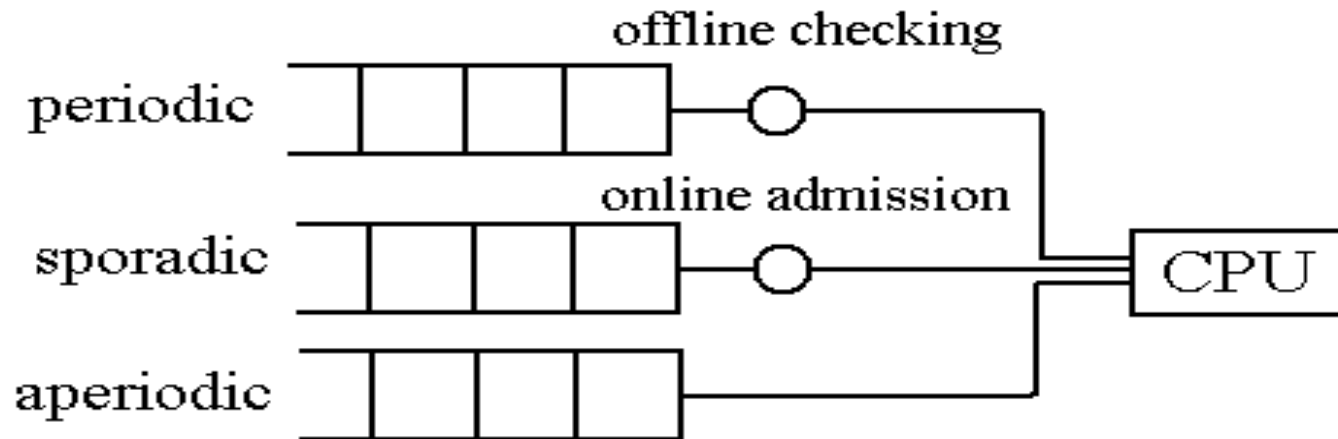 offline checking
periodic
online admission
sporadic
CPU
aperiodic